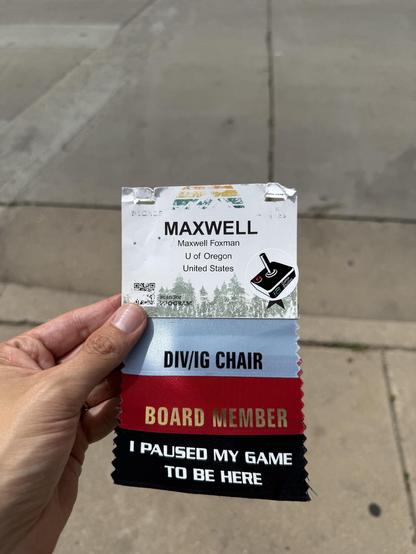 MAXWELL
Maxwell Foxman
U of Oregon
United States
DIV/IG CHAIR
BOARD MEMBER
I PAUSED MY GAME
TO BE HERE